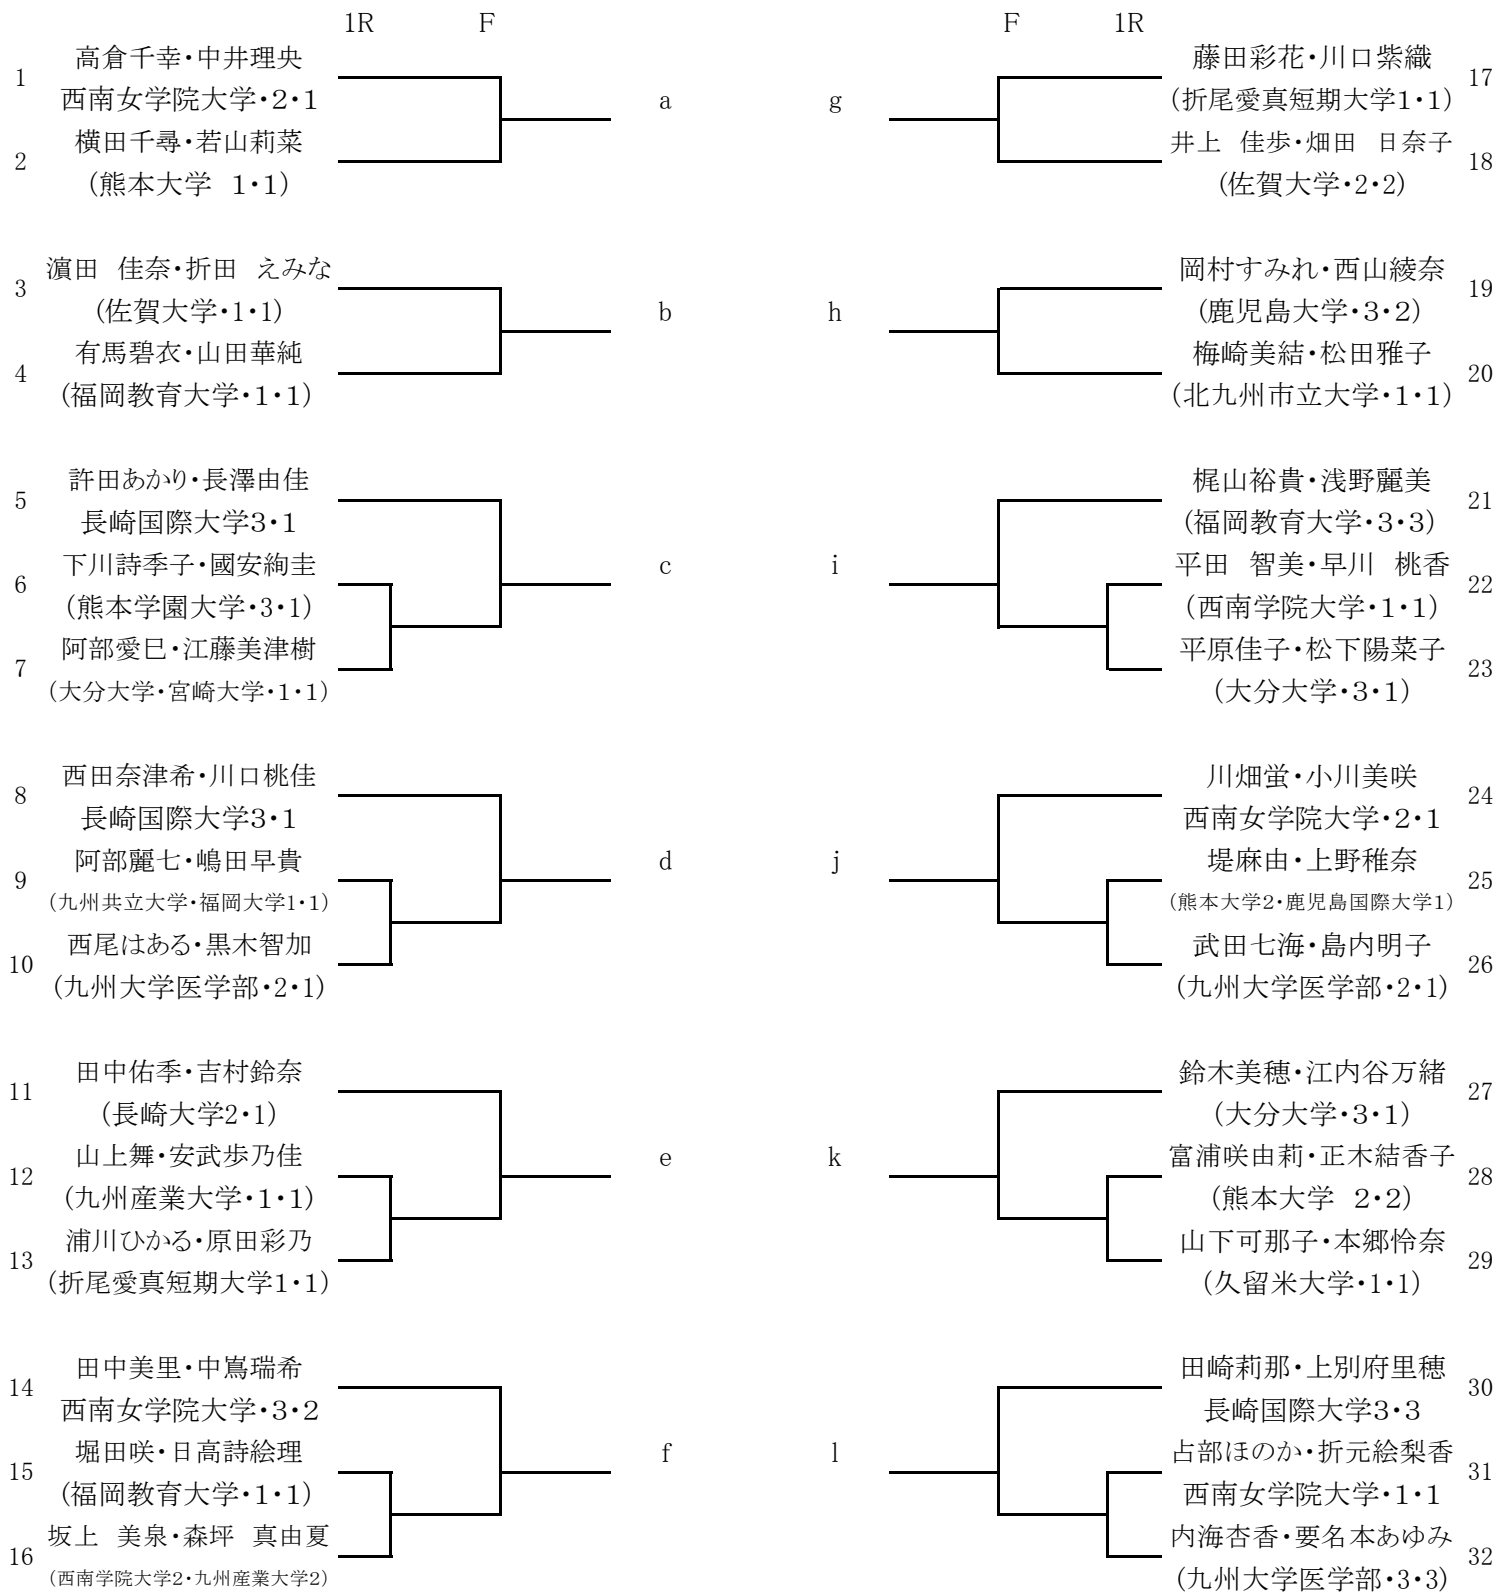 1R F
高倉千幸・中井理央
1
西南女学院大学・2・1
横田千尋・若山莉菜
2
(熊本大学 1・1)
a
濵田 佳奈・折田 えみな
3
(佐賀大学・1・1)
有馬碧衣・山田華純
4
(福岡教育大学・1・1)
b
許田あかり・長澤由佳
5
長崎国際大学3・1
下川詩季子・國安絢圭
6
(熊本学園大学・3・1)
阿部愛巳・江藤美津樹
7
(大分大学・宮崎大学・1・1)
c
西田奈津希・川口桃佳
8
長崎国際大学3・1
阿部麗七・嶋田早貴
9
(九州共立大学・福岡大学1・1)
西尾はある・黒木智加
10
(九州大学医学部・2・1)
d
田中佑季・吉村鈴奈
11
(長崎大学2・1)
山上舞・安武歩乃佳
12
(九州産業大学・1・1)
浦川ひかる・原田彩乃
13
(折尾愛真短期大学1・1)
e
田中美里・中嶌瑞希
14
西南女学院大学・3・2
堀田咲・日高詩絵理
15
(福岡教育大学・1・1)
坂上 美泉・森坪 真由夏
16
(西南学院大学2・九州産業大学2)
f
F 1R
藤田彩花・川口紫織
17
(折尾愛真短期大学1・1)
井上 佳歩・畑田 日奈子
18
(佐賀大学・2・2)
g
岡村すみれ・西山綾奈
19
(鹿児島大学・3・2)
梅崎美結・松田雅子
20
(北九州市立大学・1・1)
h
梶山裕貴・浅野麗美
21
(福岡教育大学・3・3)
平田 智美・早川 桃香
22
(西南学院大学・1・1)
平原佳子・松下陽菜子
23
(大分大学・3・1)
i
川畑蛍・小川美咲
24
西南女学院大学・2・1
堤麻由・上野稚奈
25
(熊本大学2・鹿児島国際大学1)
武田七海・島内明子
26
(九州大学医学部・2・1)
j
鈴木美穂・江内谷万緒
27
(大分大学・3・1)
富浦咲由莉・正木結香子
28
(熊本大学 2・2)
山下可那子・本郷怜奈
29
(久留米大学・1・1)
k
田崎莉那・上別府里穂
30
長崎国際大学3・3
占部ほのか・折元絵梨香
31
西南女学院大学・1・1
内海杏香・要名本あゆみ
32
(九州大学医学部・3・3)
l